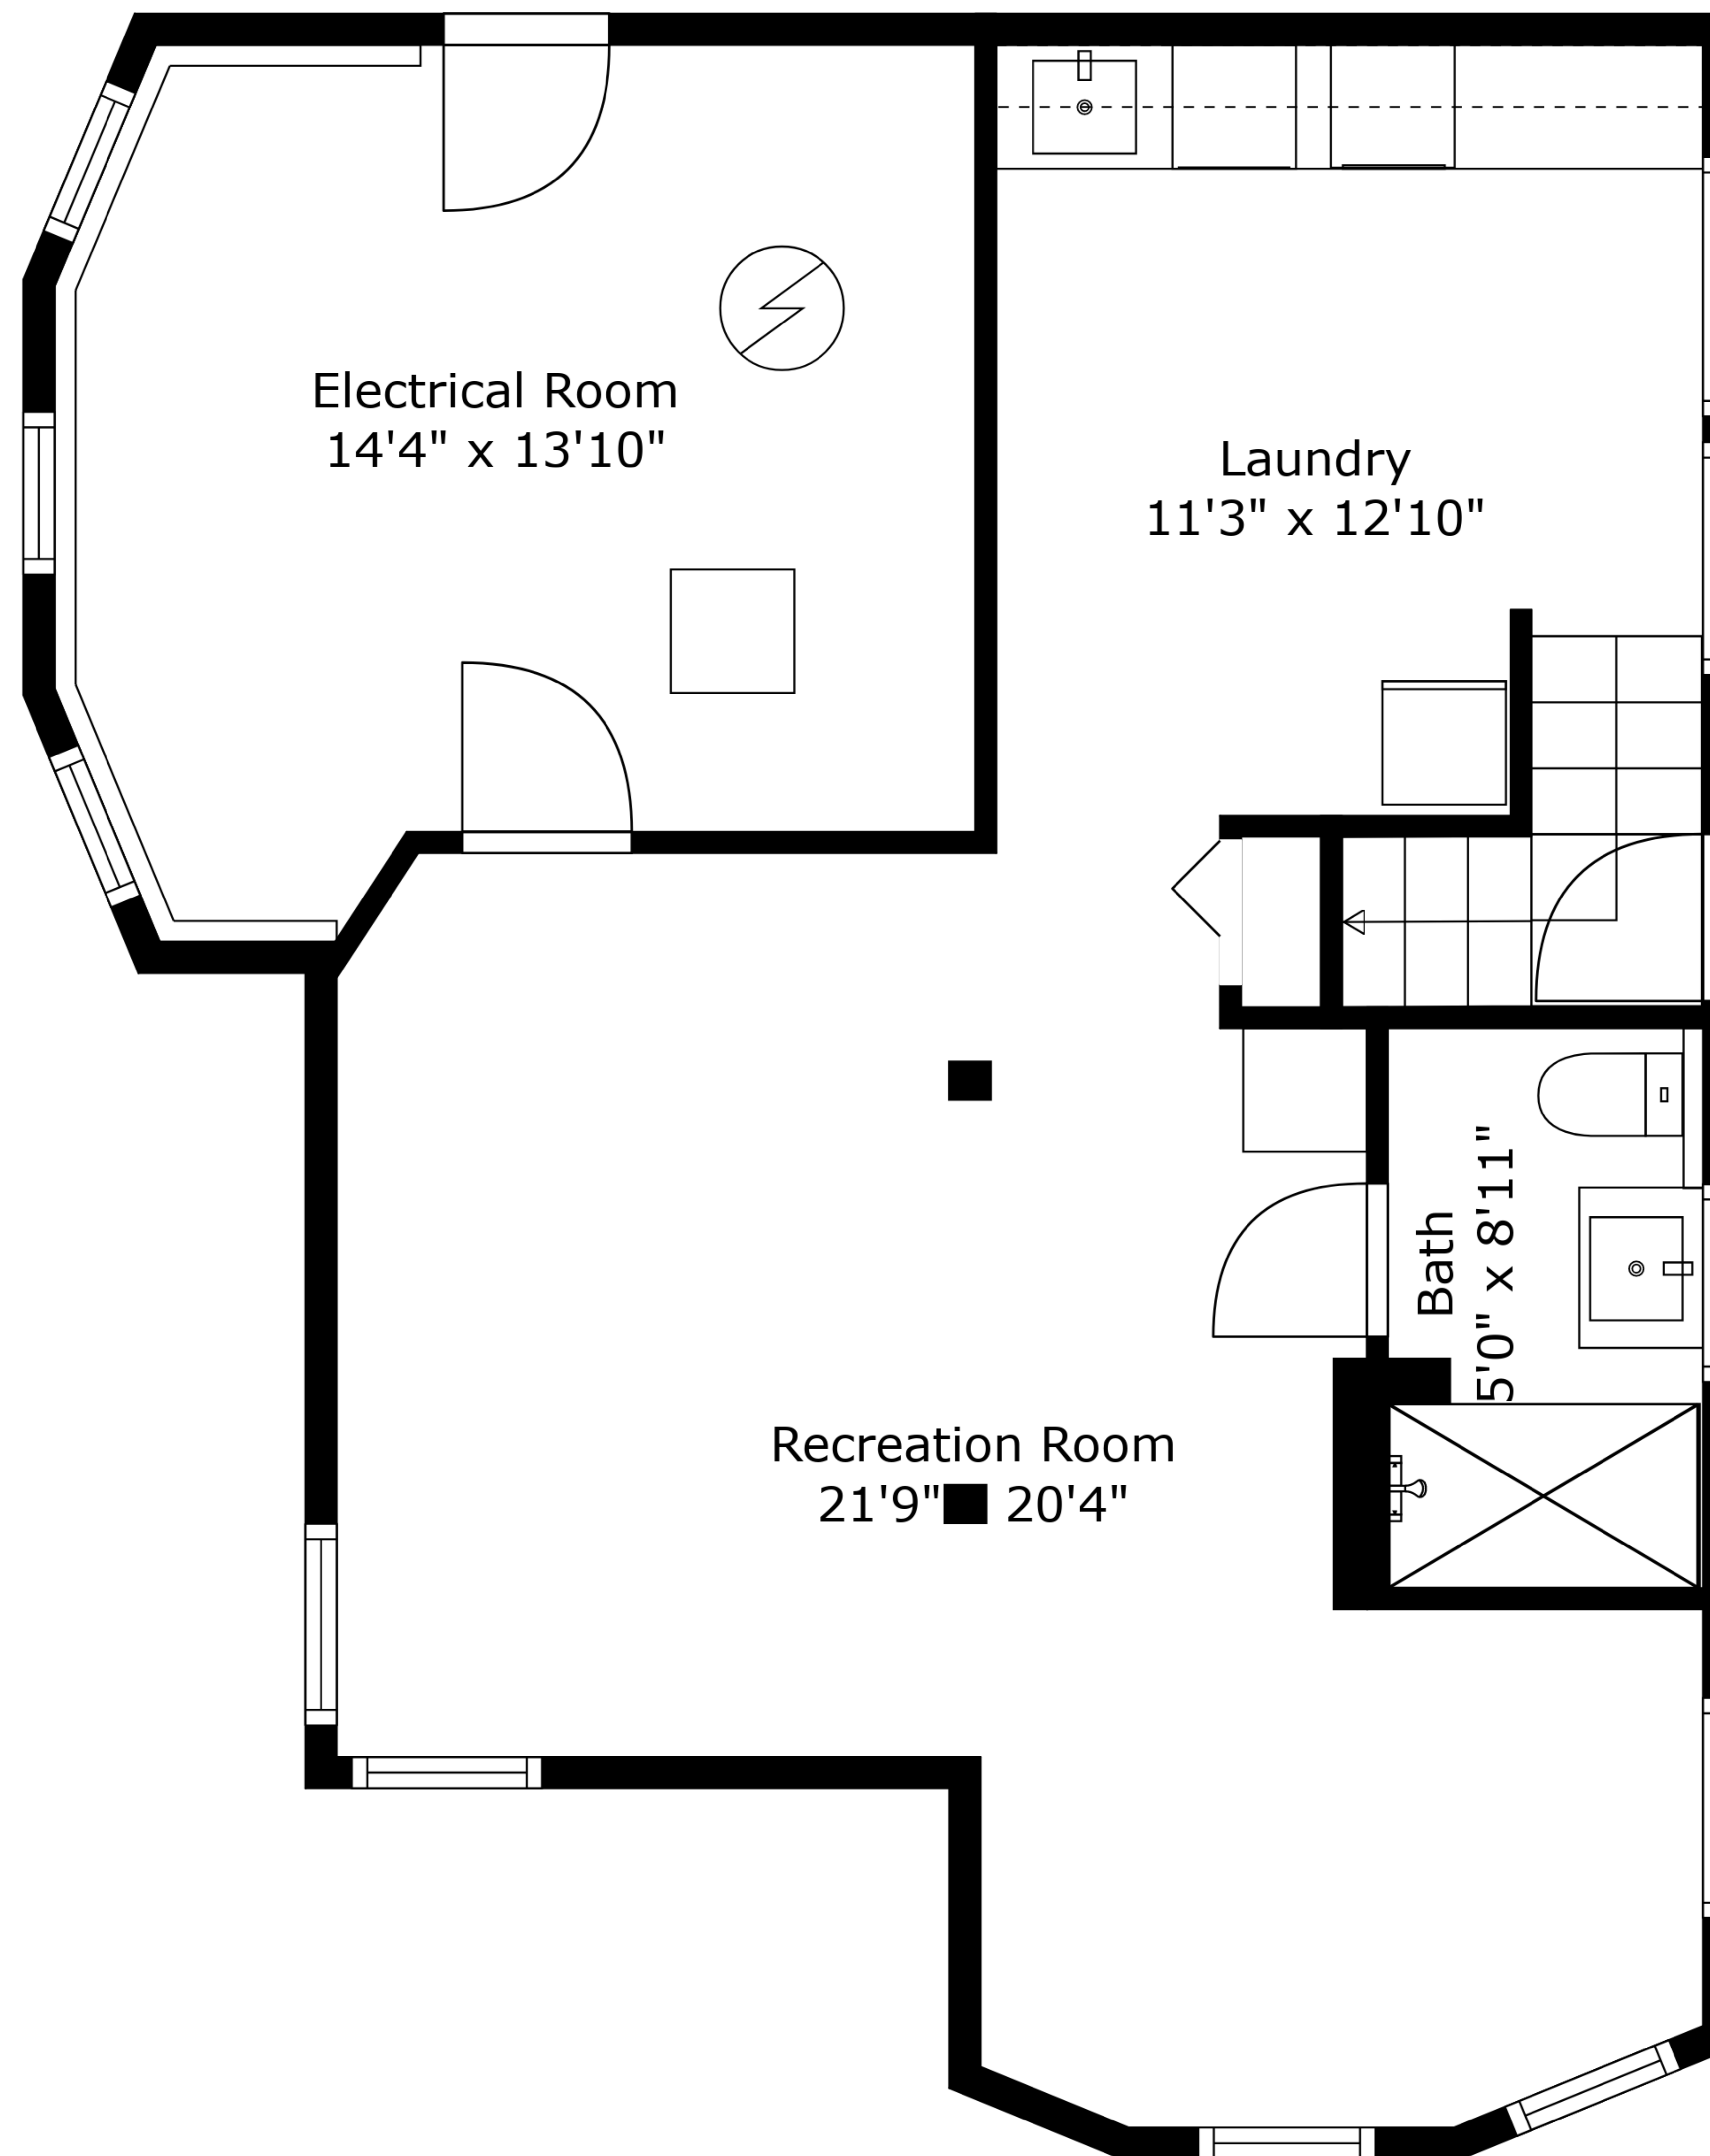 Electrical Room
14'4" x 13'10"
Laundry
11'3" x 12'10"
Bath
5'0" x 8'11"
Recreation Room
21'9" 20'4"